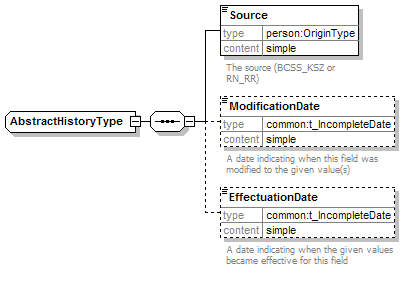 Source
type person:OriginType
content simple
The source (BCSS_KSZ or
RN_RR)
AbstractHistoryType
ModificationDate
type common:t_IncompleteDate
content simple
A date indicating when this field was
modified to the given value(s)
EffectuationDate
type common:t_IncompleteDate
content simple
A date indicating when the given values
became effective for this field